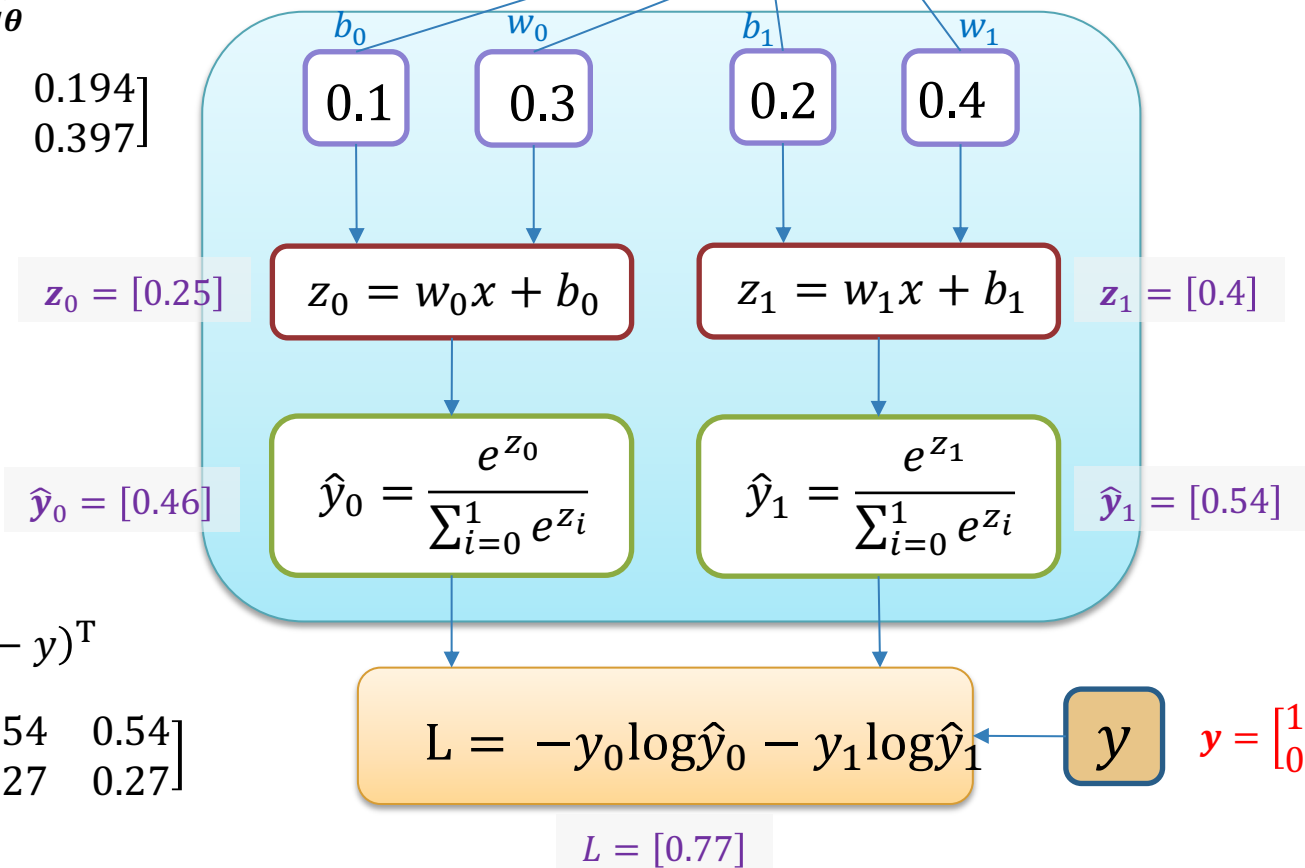 θ
b₀ w₀ b₁ w₁
0.194]
0.397]
0.1 0.3 0.2 0.4
z₀ = [0.25]
z₀ = w₀x + b₀
z₁ = w₁x + b₁
z₁ = [0.4]
ŷ₀ = [0.46]
ŷ₀ = e^{z₀} / ∑_{i=0}^{1} e^{z_i}
ŷ₁ = e^{z₁} / ∑_{i=0}^{1} e^{z_i}
ŷ₁ = [0.54]
− y)ᵀ
54 0.54]
27 0.27]
L = −y₀logŷ₀ − y₁logŷ₁
y
y = [1
0
L = [0.77]